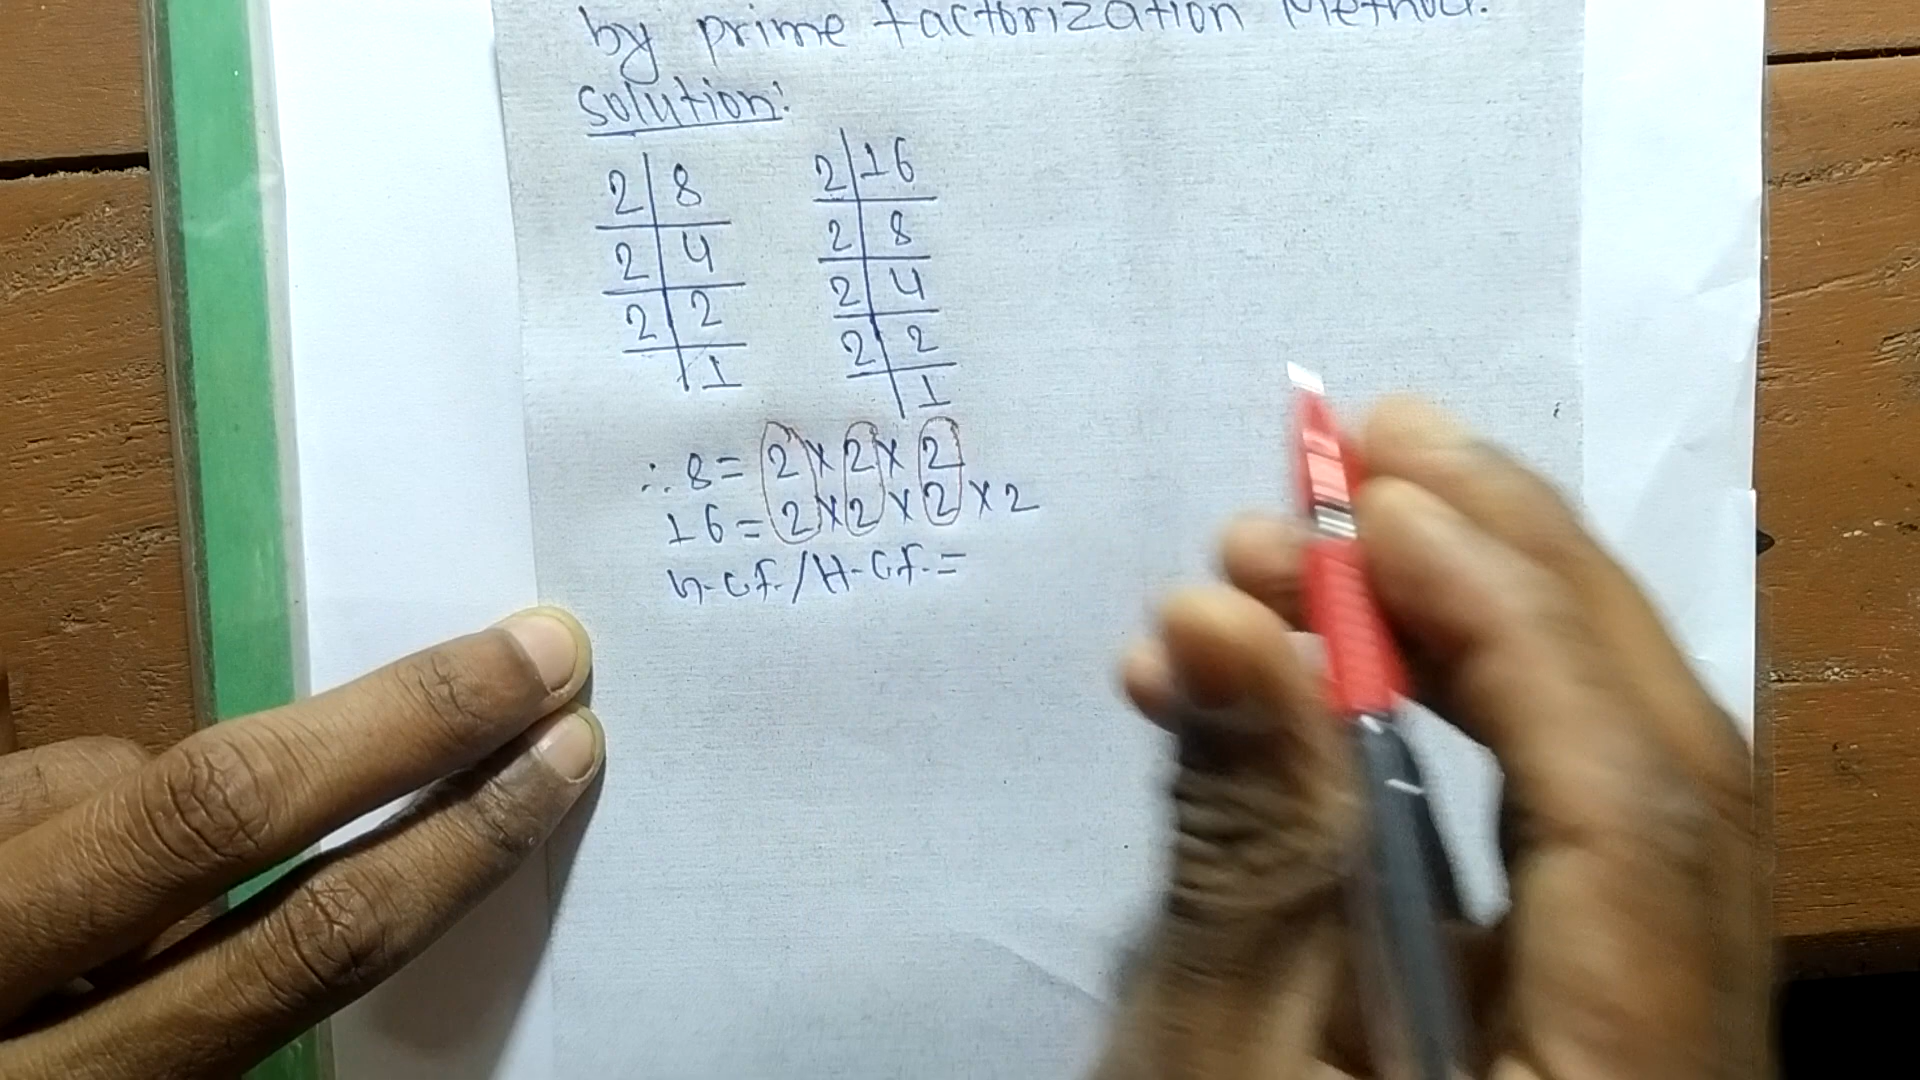 by prime factorization Method.
Solution:
2 | 8
2 | 4
2 | 2
| 1
2 | 16
2 | 8
2 | 4
2 | 2
| 1
∴ 8 = 2 × 2 × 2
16 = 2 × 2 × 2 × 2
H.C.F. =